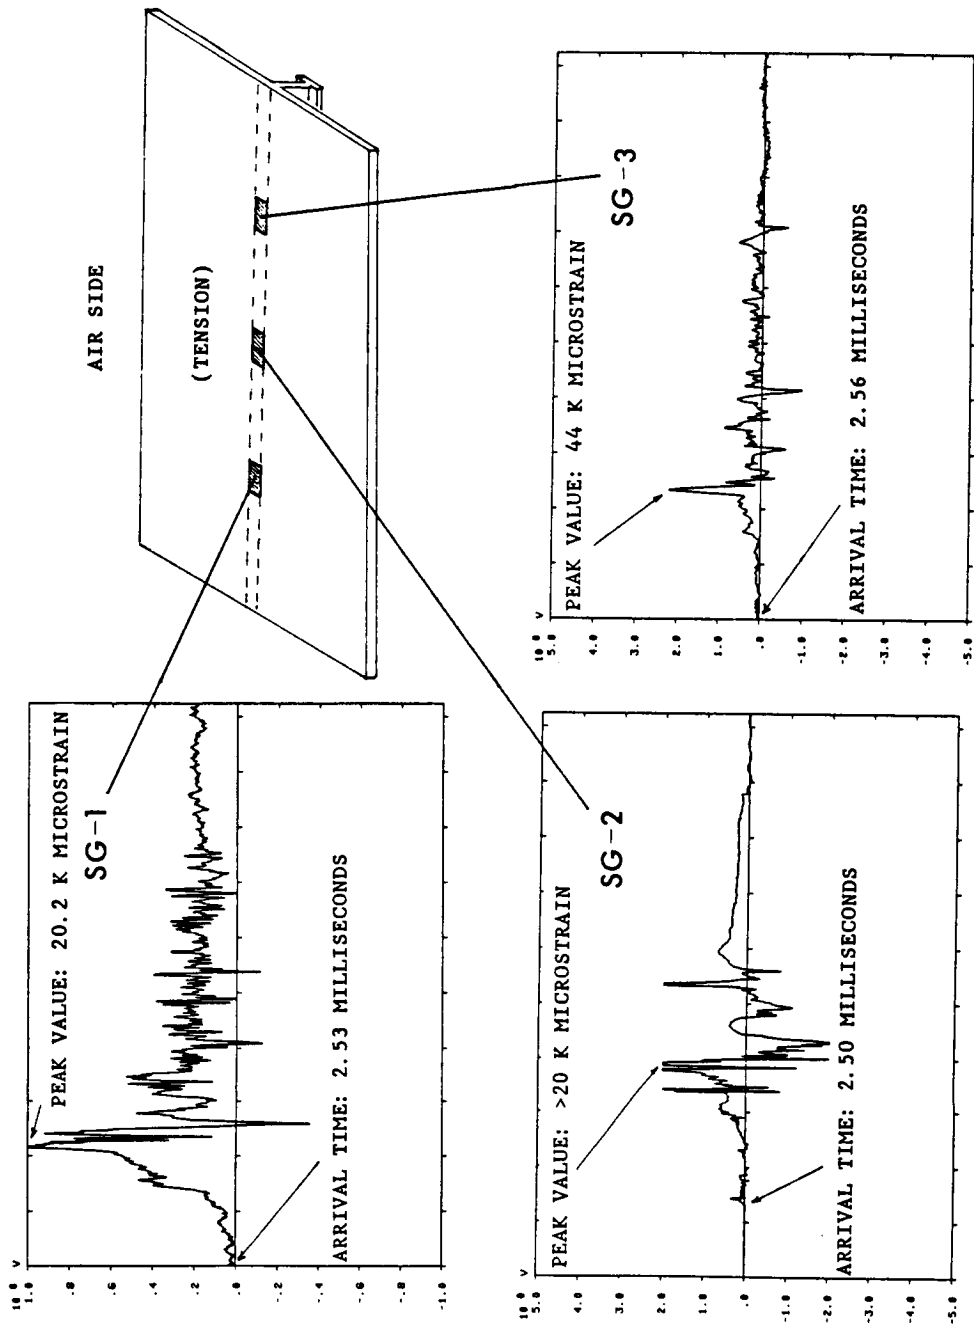 AIR SIDE
(TENSION)
SG-1
SG-2
SG-3
V
10
1.0
.8
.6
.4
.2
.0
-.2
-.4
-.6
-.8
-1.0
PEAK VALUE: 20.2 K MICROSTRAIN
ARRIVAL TIME: 2.53 MILLISECONDS
V
10
5.0
4.0
3.0
2.0
1.0
.0
-1.0
-2.0
-3.0
-4.0
-5.0
PEAK VALUE: >20 K MICROSTRAIN
ARRIVAL TIME: 2.50 MILLISECONDS
V
10
5.0
4.0
3.0
2.0
1.0
.0
-1.0
-2.0
-3.0
-4.0
-5.0
PEAK VALUE: 44 K MICROSTRAIN
ARRIVAL TIME: 2.56 MILLISECONDS